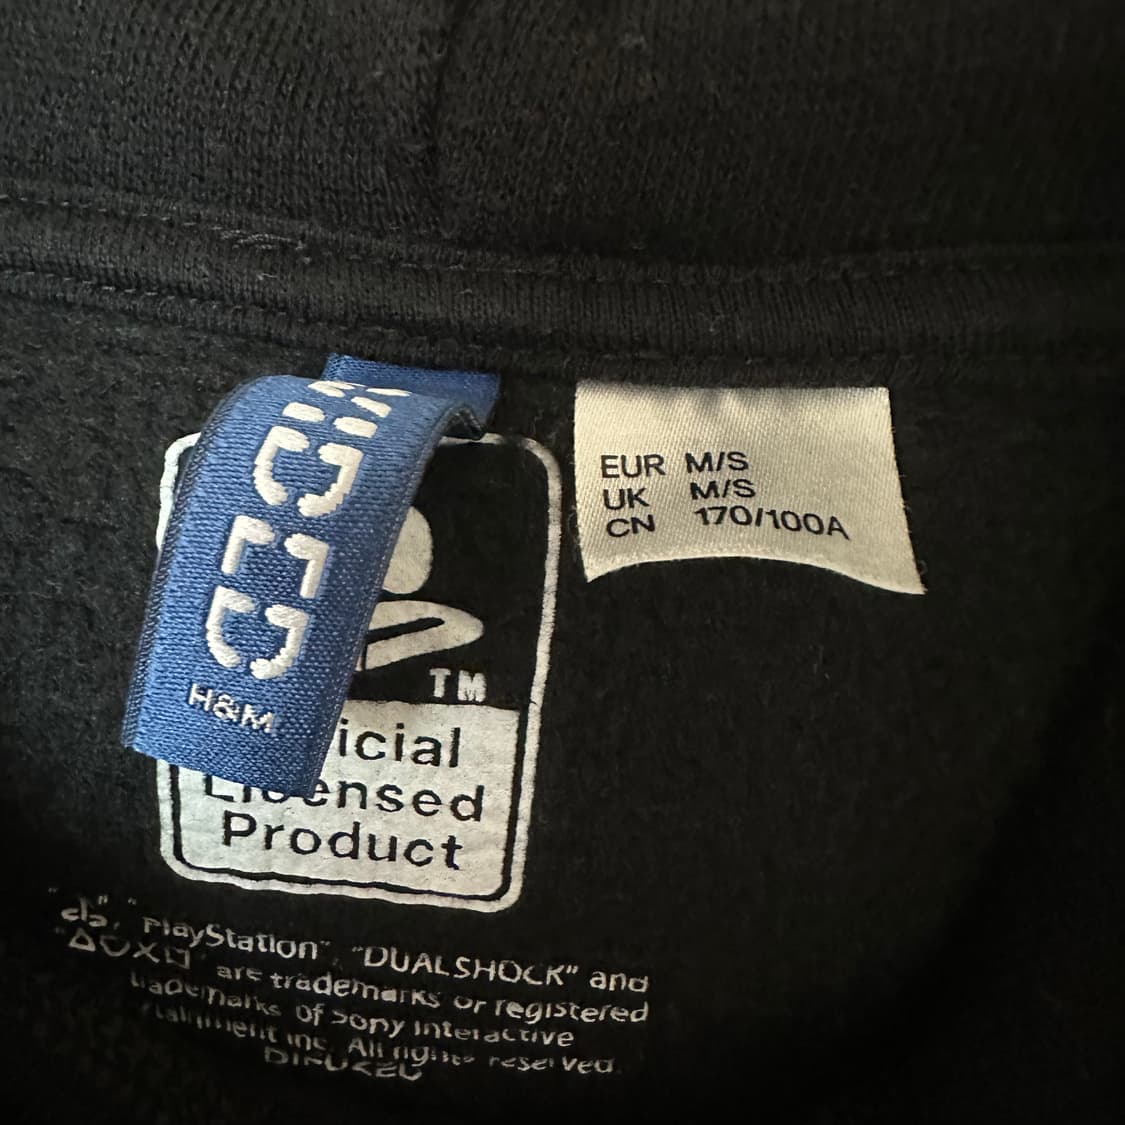 H&M
EUR M/S
UK M/S
CN 170/100A
TM
icial
Licensed
Product
"PlayStation", "DUALSHOCK" and
are trademarks or registered
trademarks of Sony Interactive
inc. All rights reserved.